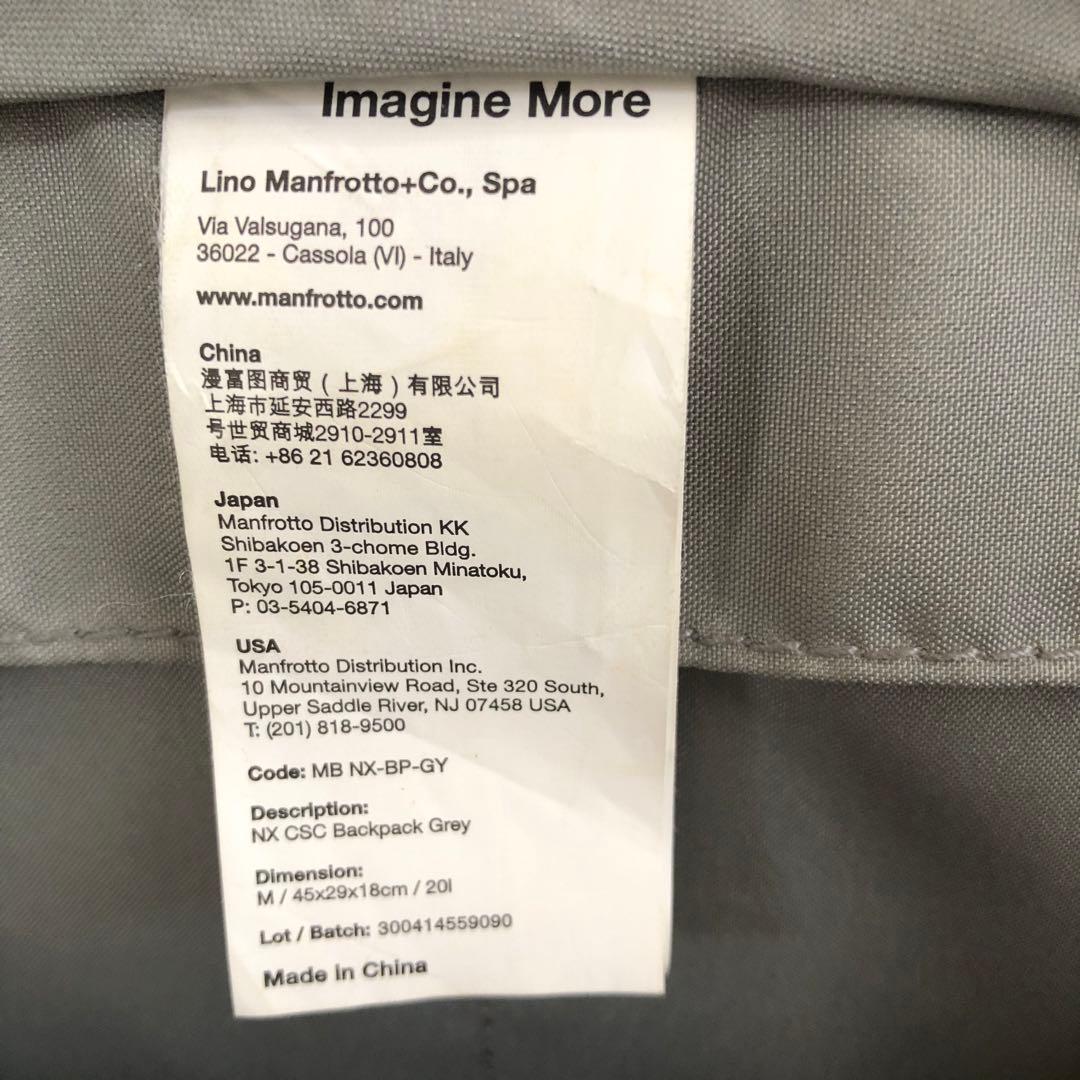 Imagine More
Lino Manfrotto+Co., Spa
Via Valsugana, 100
36022 - Cassola (VI) - Italy
www.manfrotto.com
China
漫富图商贸（上海）有限公司
上海市延安西路2299
号世贸商城2910-2911室
电话: +86 21 62360808
Japan
Manfrotto Distribution KK
Shibakoen 3-chome Bldg.
1F 3-1-38 Shibakoen Minatoku,
Tokyo 105-0011 Japan
P: 03-5404-6871
USA
Manfrotto Distribution Inc.
10 Mountainview Road, Ste 320 South,
Upper Saddle River, NJ 07458 USA
T: (201) 818-9500
Code: MB NX-BP-GY
Description:
NX CSC Backpack Grey
Dimension:
M / 45x29x18cm / 20l
Lot / Batch: 300414559090
Made in China